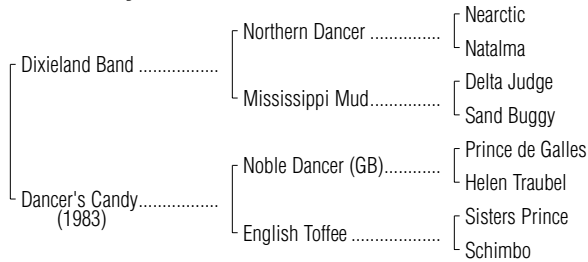 Nearctic
Northern Dancer ................
Natalma
Dixieland Band .................
Delta Judge
Mississippi Mud................
Sand Buggy
Prince de Galles
Noble Dancer (GB).............
Helen Traubel
Dancer's Candy.................
(1983)
Sisters Prince
English Toffee ....................
Schimbo